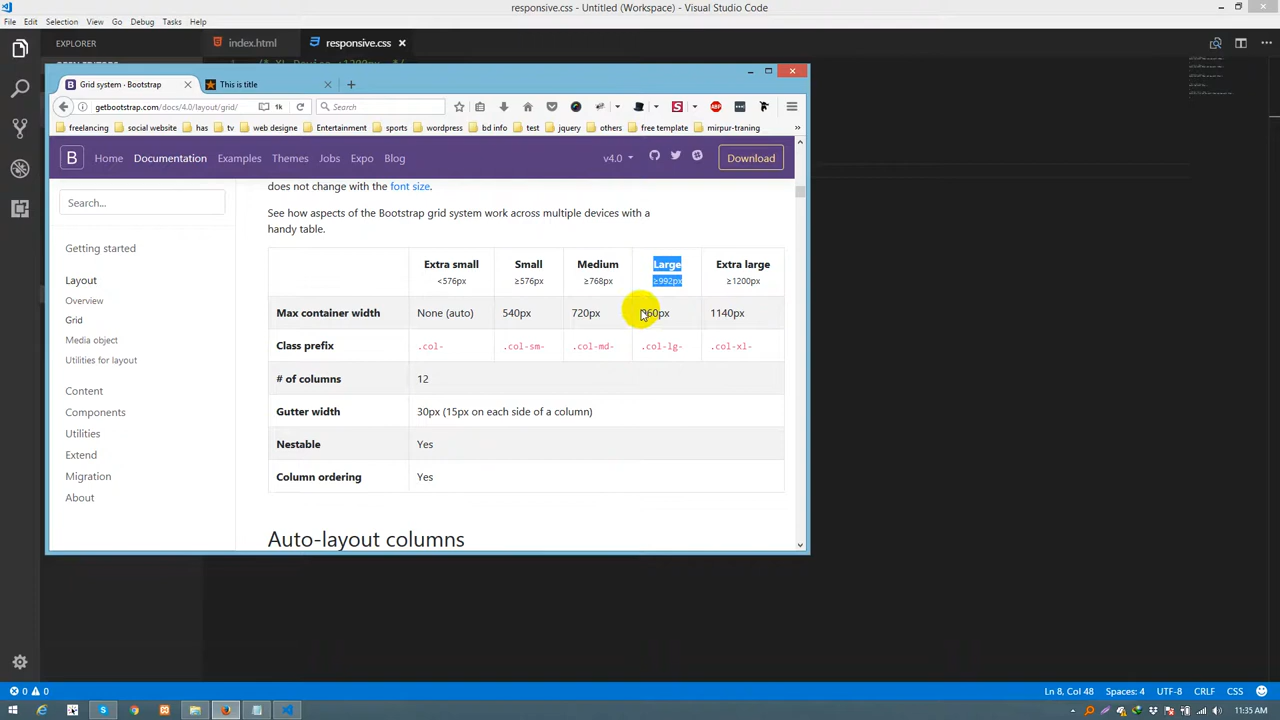 responsive.css - Untitled (Workspace) - Visual Studio Code
File Edit Selection View Go Debug Tasks Help
EXPLORER
index.html
responsive.css
Grid system · Bootstrap
This is title
getbootstrap.com/docs/4.0/layout/grid/
1k
Search
freelancing social website has tv web designe Entertainment sports wordpress bd info test jquery others free template mirpur-traning
B Home Documentation Examples Themes Jobs Expo Blog v4.0 Download
does not change with the font size.
Search...
See how aspects of the Bootstrap grid system work across multiple devices with a
handy table.
Getting started
Layout
Overview
Grid
Media object
Utilities for layout
Content
Components
Utilities
Extend
Migration
About
Extra small Small Medium Large Extra large
<576px ≥576px ≥768px ≥992px ≥1200px
Max container width None (auto) 540px 720px 960px 1140px
Class prefix .col- .col-sm- .col-md- .col-lg- .col-xl-
# of columns 12
Gutter width 30px (15px on each side of a column)
Nestable Yes
Column ordering Yes
Auto-layout columns
0 0
Ln 8, Col 48 Spaces: 4 UTF-8 CRLF CSS
11:35 AM